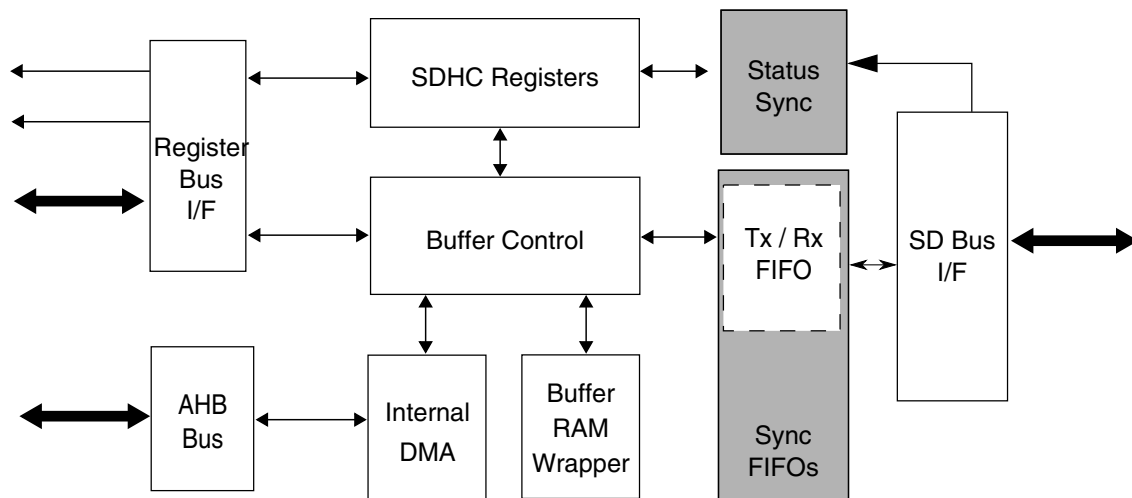 SDHC Registers
Status
Sync
Register
Bus
I/F
Buffer Control
Tx / Rx
FIFO
SD Bus
I/F
AHB
Bus
Internal
DMA
Buffer
RAM
Wrapper
Sync
FIFOs